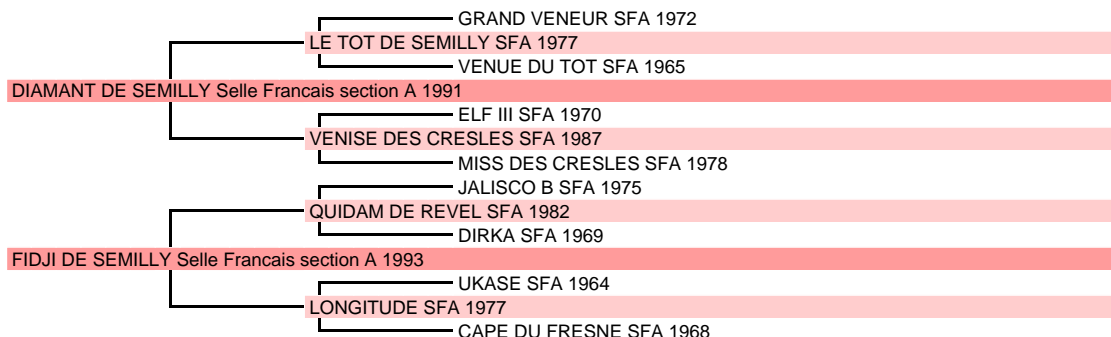 GRAND VENEUR SFA 1972
LE TOT DE SEMILLY SFA 1977
VENUE DU TOT SFA 1965
DIAMANT DE SEMILLY Selle Francais section A 1991
ELF III SFA 1970
VENISE DES CRESLES SFA 1987
MISS DES CRESLES SFA 1978
JALISCO B SFA 1975
QUIDAM DE REVEL SFA 1982
DIRKA SFA 1969
FIDJI DE SEMILLY Selle Francais section A 1993
UKASE SFA 1964
LONGITUDE SFA 1977
CAPE DU FRESNE SFA 1968